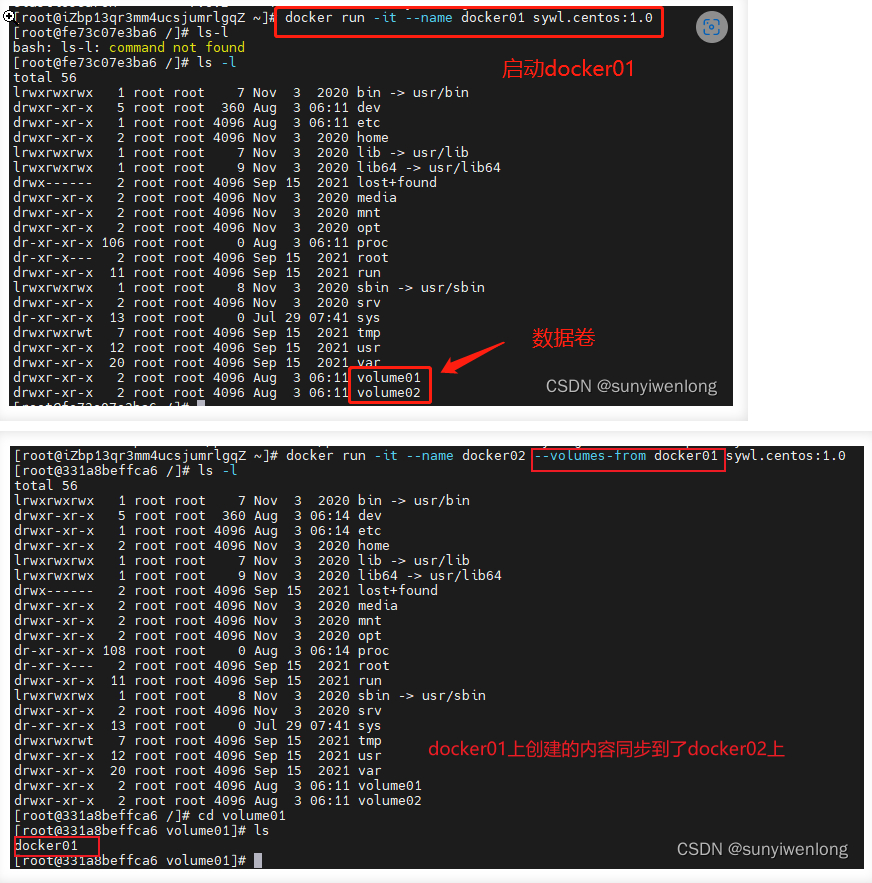 [root@iZbp13qr3mm4ucsjumrlgqZ ~]# docker run -it --name docker01 sywl.centos:1.0
[root@fe73c07e3ba6 /]# ls-l
bash: ls-l: command not found
[root@fe73c07e3ba6 /]# ls -l
启动docker01
total 56
lrwxrwxrwx   1 root root    7 Nov  3  2020 bin -> usr/bin
drwxr-xr-x   5 root root  360 Aug  3 06:11 dev
drwxr-xr-x   1 root root 4096 Aug  3 06:11 etc
drwxr-xr-x   2 root root 4096 Nov  3  2020 home
lrwxrwxrwx   1 root root    7 Nov  3  2020 lib -> usr/lib
lrwxrwxrwx   1 root root    9 Nov  3  2020 lib64 -> usr/lib64
drwx------   2 root root 4096 Sep 15  2021 lost+found
drwxr-xr-x   2 root root 4096 Nov  3  2020 media
drwxr-xr-x   2 root root 4096 Nov  3  2020 mnt
drwxr-xr-x   2 root root 4096 Nov  3  2020 opt
dr-xr-xr-x 106 root root    0 Aug  3 06:11 proc
dr-xr-x---   2 root root 4096 Sep 15  2021 root
drwxr-xr-x  11 root root 4096 Sep 15  2021 run
lrwxrwxrwx   1 root root    8 Nov  3  2020 sbin -> usr/sbin
drwxr-xr-x   2 root root 4096 Nov  3  2020 srv
dr-xr-xr-x  13 root root    0 Jul 29 07:41 sys
drwxrwxrwt   7 root root 4096 Sep 15  2021 tmp
数据卷
drwxr-xr-x  12 root root 4096 Sep 15  2021 usr
drwxr-xr-x  20 root root 4096 Sep 15  2021 var
drwxr-xr-x   2 root root 4096 Aug  3 06:11 volume01
drwxr-xr-x   2 root root 4096 Aug  3 06:11 volume02
CSDN @sunyiwenlong
[root@fe73c07e3ba6 /]#
[root@iZbp13qr3mm4ucsjumrlgqZ ~]# docker run -it --name docker02 --volumes-from docker01 sywl.centos:1.0
[root@331a8beffca6 /]# ls -l
total 56
lrwxrwxrwx   1 root root    7 Nov  3  2020 bin -> usr/bin
drwxr-xr-x   5 root root  360 Aug  3 06:14 dev
drwxr-xr-x   1 root root 4096 Aug  3 06:14 etc
drwxr-xr-x   2 root root 4096 Nov  3  2020 home
lrwxrwxrwx   1 root root    7 Nov  3  2020 lib -> usr/lib
lrwxrwxrwx   1 root root    9 Nov  3  2020 lib64 -> usr/lib64
drwx------   2 root root 4096 Sep 15  2021 lost+found
drwxr-xr-x   2 root root 4096 Nov  3  2020 media
drwxr-xr-x   2 root root 4096 Nov  3  2020 mnt
drwxr-xr-x   2 root root 4096 Nov  3  2020 opt
dr-xr-xr-x 108 root root    0 Aug  3 06:14 proc
dr-xr-x---   2 root root 4096 Sep 15  2021 root
drwxr-xr-x  11 root root 4096 Sep 15  2021 run
lrwxrwxrwx   1 root root    8 Nov  3  2020 sbin -> usr/sbin
drwxr-xr-x   2 root root 4096 Nov  3  2020 srv
dr-xr-xr-x  13 root root    0 Jul 29 07:41 sys
drwxrwxrwt   7 root root 4096 Sep 15  2021 tmp
docker01上创建的内容同步到了docker02上
drwxr-xr-x  12 root root 4096 Sep 15  2021 usr
drwxr-xr-x  20 root root 4096 Sep 15  2021 var
drwxr-xr-x   2 root root 4096 Aug  3 06:11 volume01
drwxr-xr-x   2 root root 4096 Aug  3 06:11 volume02
[root@331a8beffca6 /]# cd volume01
[root@331a8beffca6 volume01]# ls
docker01
[root@331a8beffca6 volume01]#
CSDN @sunyiwenlong